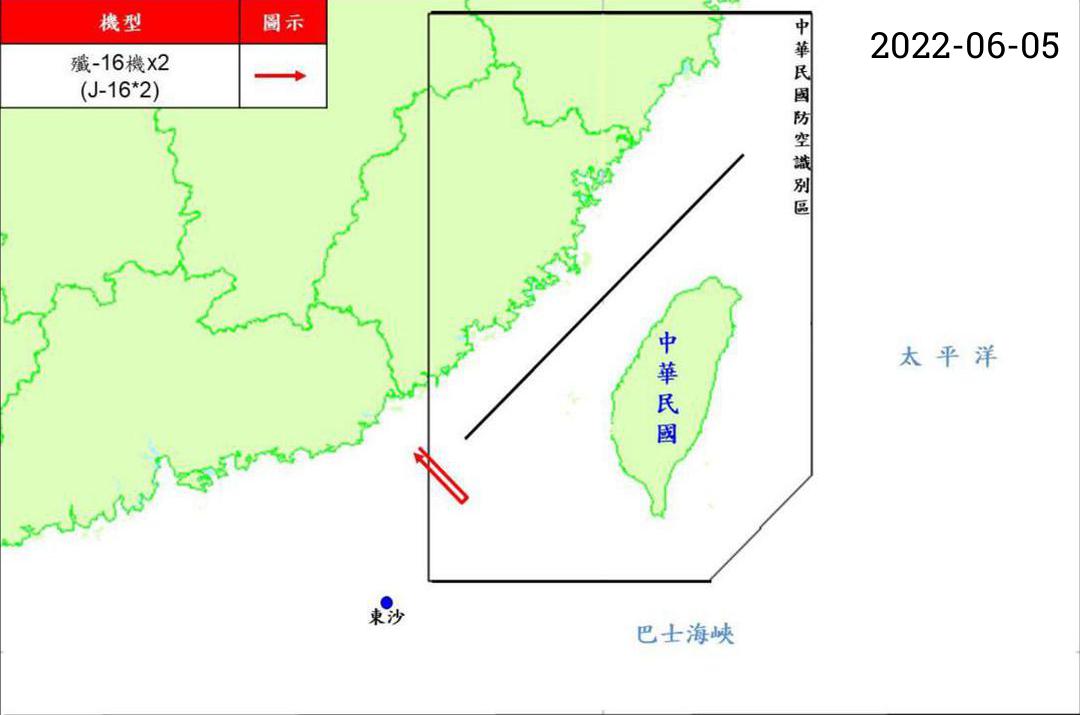 機型 圖示
殲-16機x2
(J-16*2)
2022-06-05
中華民國防空識別區
中華民國
太平洋
東沙
巴士海峽